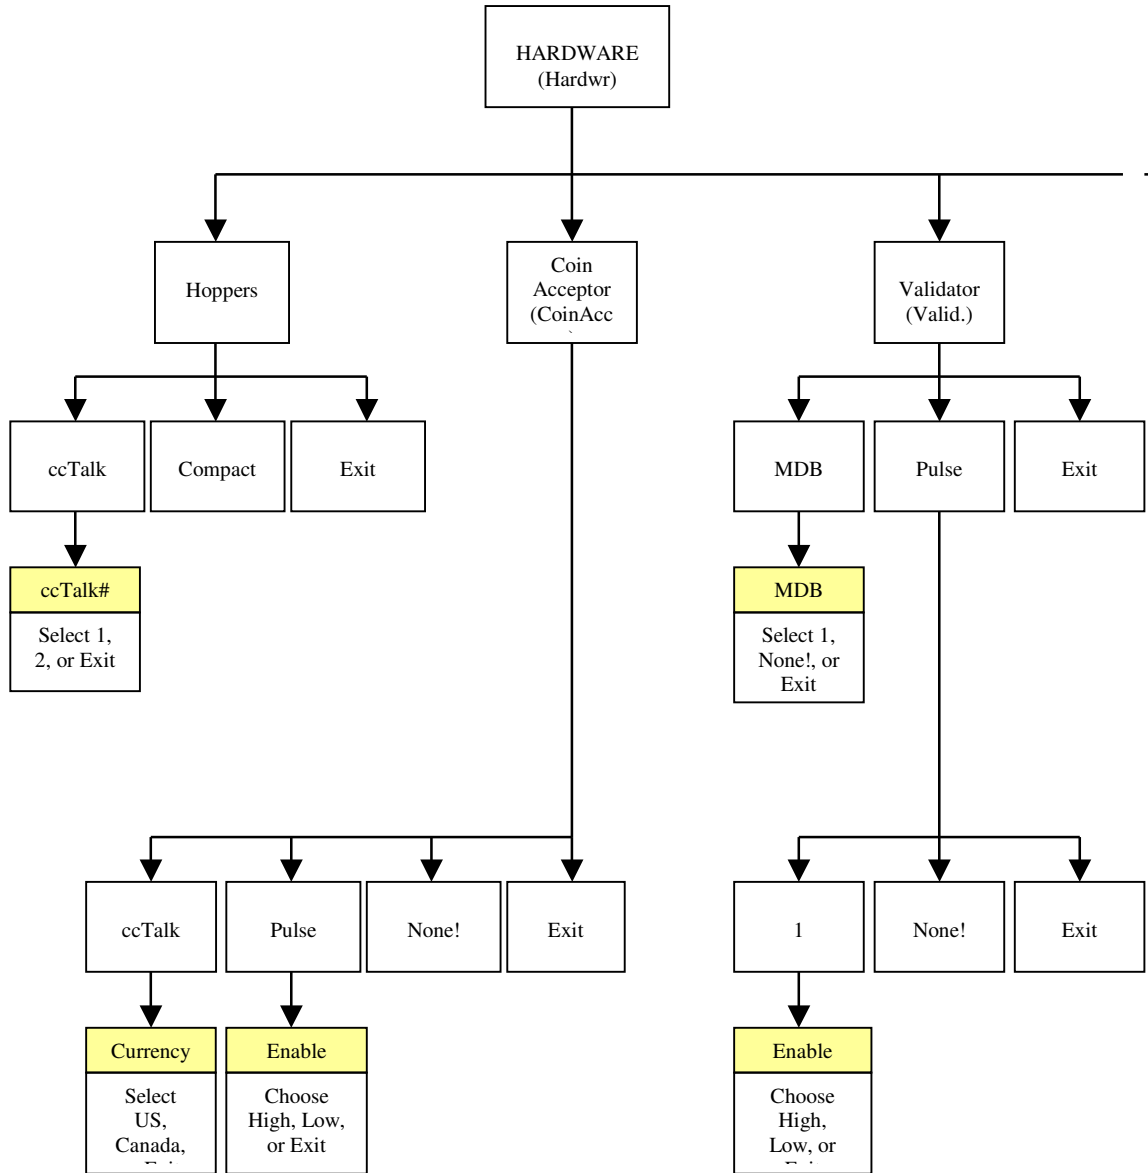 HARDWARE
(Hardwr)
Hoppers
Coin
Acceptor
(CoinAcc
Validator
(Valid.)
ccTalk
Compact
Exit
MDB
Pulse
Exit
ccTalk#
Select 1,
2, or Exit
MDB
Select 1,
None!, or
Exit
ccTalk
Pulse
None!
Exit
1
None!
Exit
Currency
Select
US,
Canada,
Enable
Choose
High, Low,
or Exit
Enable
Choose
High,
Low, or